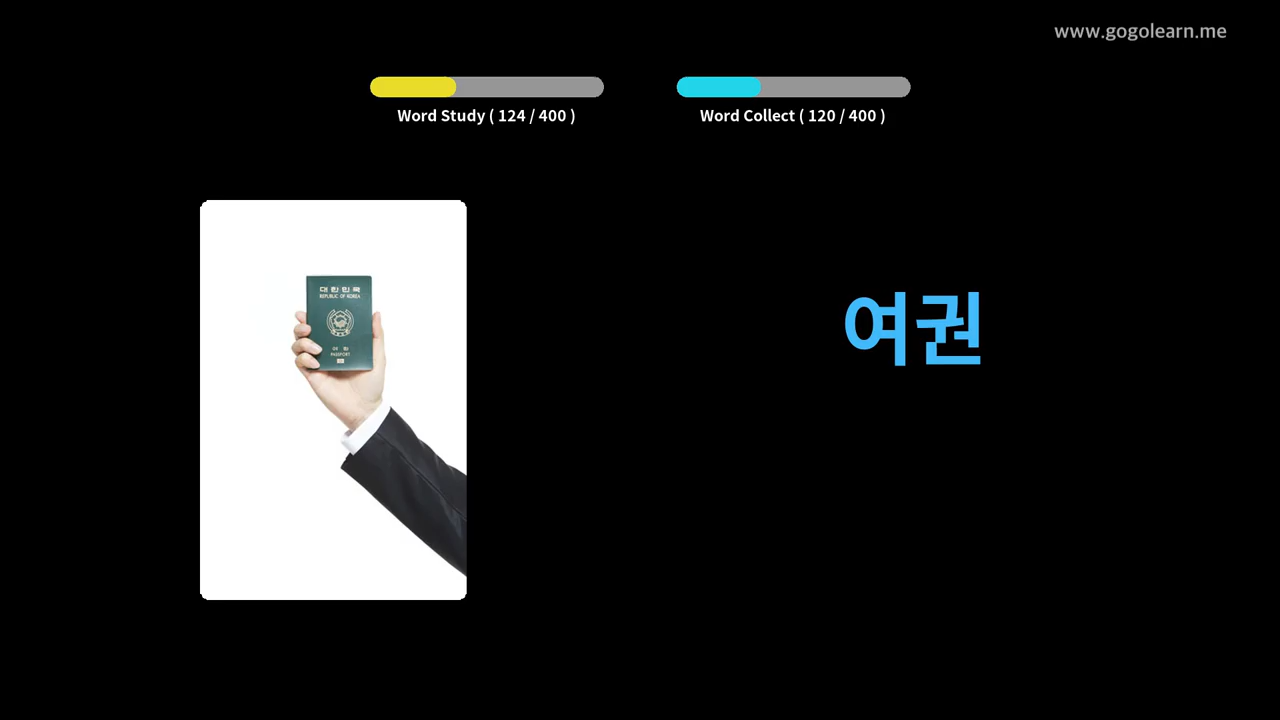 www.gogolearn.me
Word Study ( 124 / 400 )
Word Collect ( 120 / 400 )
대한민국
REPUBLIC OF KOREA
여권
PASSPORT
여권